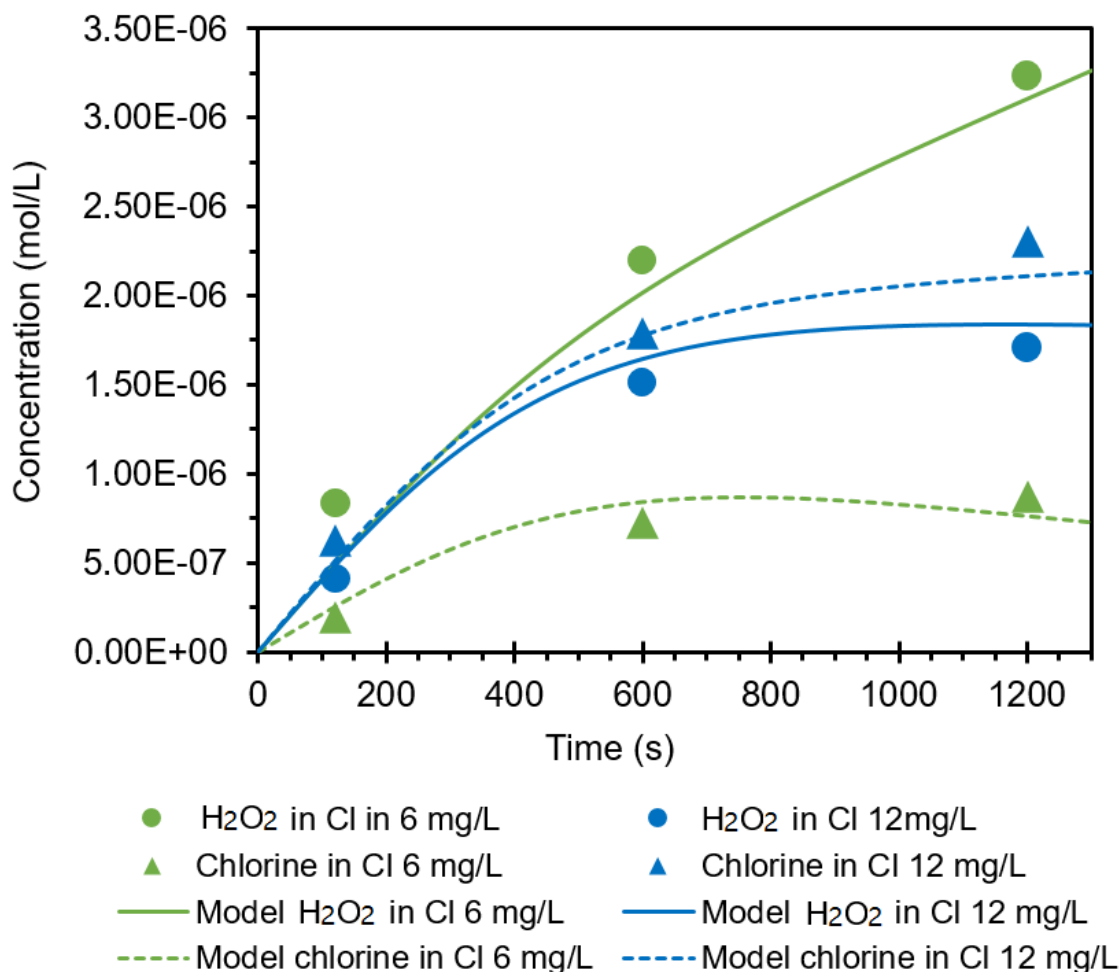 3.50E-06
3.00E-06
2.50E-06
2.00E-06
1.50E-06
1.00E-06
5.00E-07
0.00E+00
Concentration (mol/L)
0 200 400 600 800 1000 1200
Time (s)
H₂O₂ in Cl in 6 mg/L
H₂O₂ in Cl 12mg/L
Chlorine in Cl 6 mg/L
Chlorine in Cl 12 mg/L
Model H₂O₂ in Cl 6 mg/L
Model H₂O₂ in Cl 12 mg/L
Model chlorine in Cl 6 mg/L
Model chlorine in Cl 12 mg/L